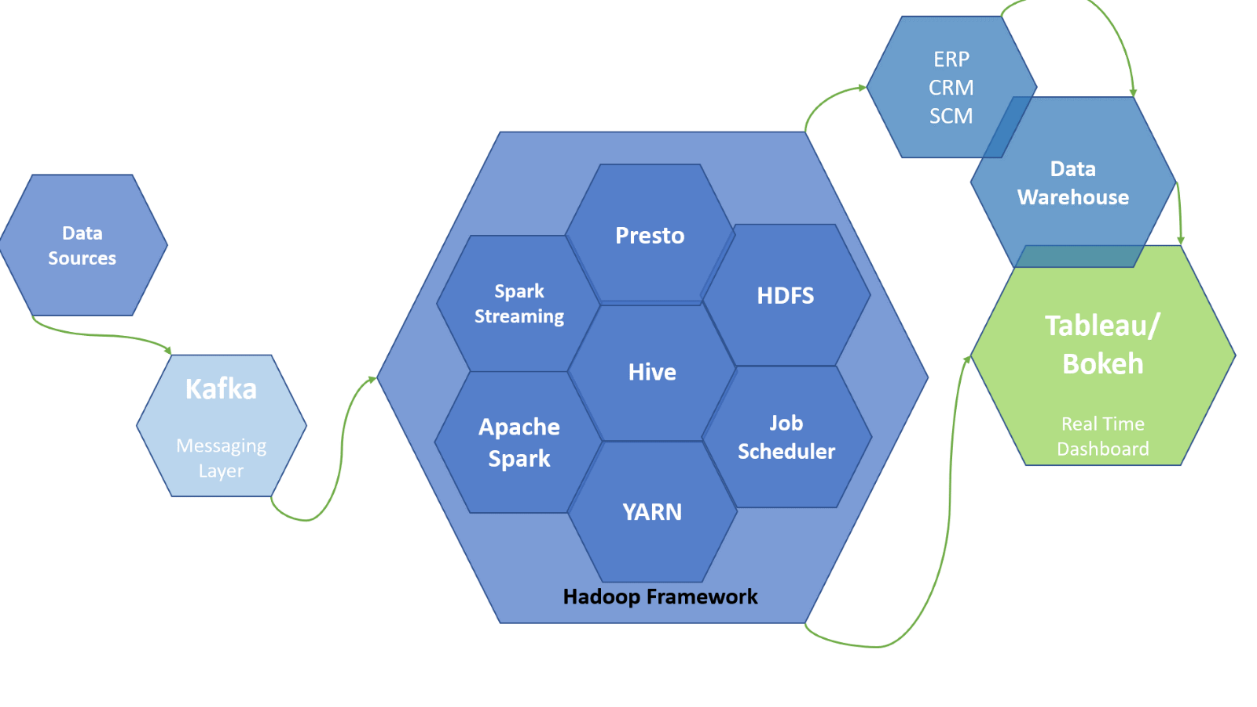 Data
Sources
Kafka
Messaging
Layer
Presto
Spark
Streaming
HDFS
Hive
Apache
Spark
Job
Scheduler
YARN
Hadoop Framework
ERP
CRM
SCM
Data
Warehouse
Tableau/
Bokeh
Real Time
Dashboard